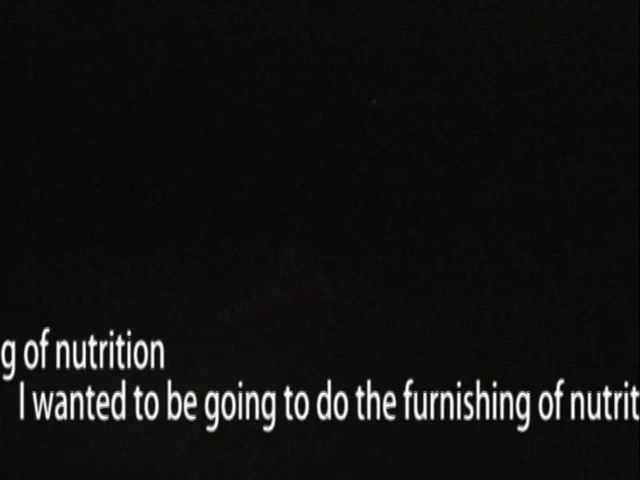 g of nutrition
I wanted to be going to do the furnishing of nutrit